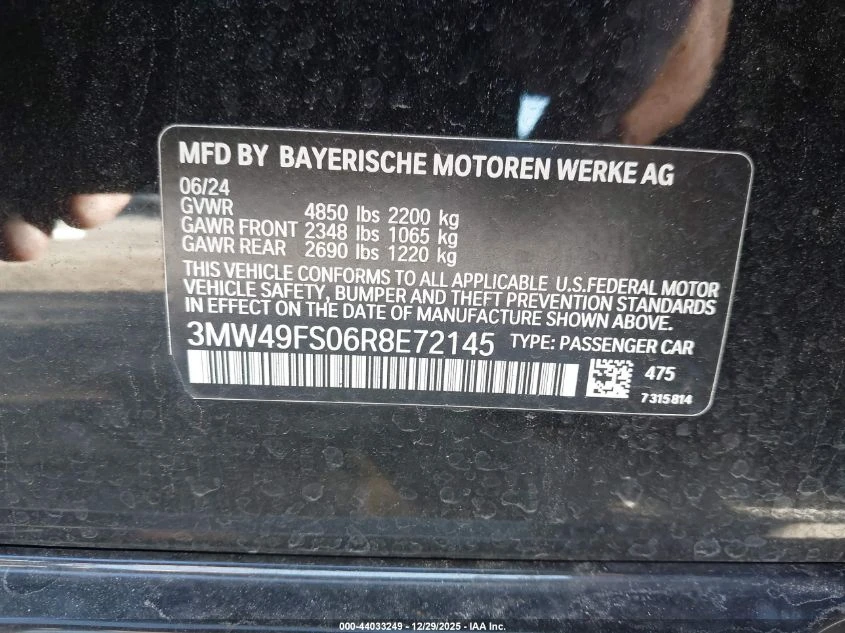 MFD BY BAYERISCHE MOTOREN WERKE AG
06/24
GVWR 4850 lbs 2200 kg
GAWR FRONT 2348 lbs 1065 kg
GAWR REAR 2690 lbs 1220 kg
THIS VEHICLE CONFORMS TO ALL APPLICABLE U.S.FEDERAL MOTOR
VEHICLE SAFETY, BUMPER AND THEFT PREVENTION STANDARDS
IN EFFECT ON THE DATE OF MANUFACTURE SHOWN ABOVE.
3MW49FS06R8E72145 TYPE: PASSENGER CAR
475
7315814
000-44033249 - 12/29/2025 - IAA Inc.